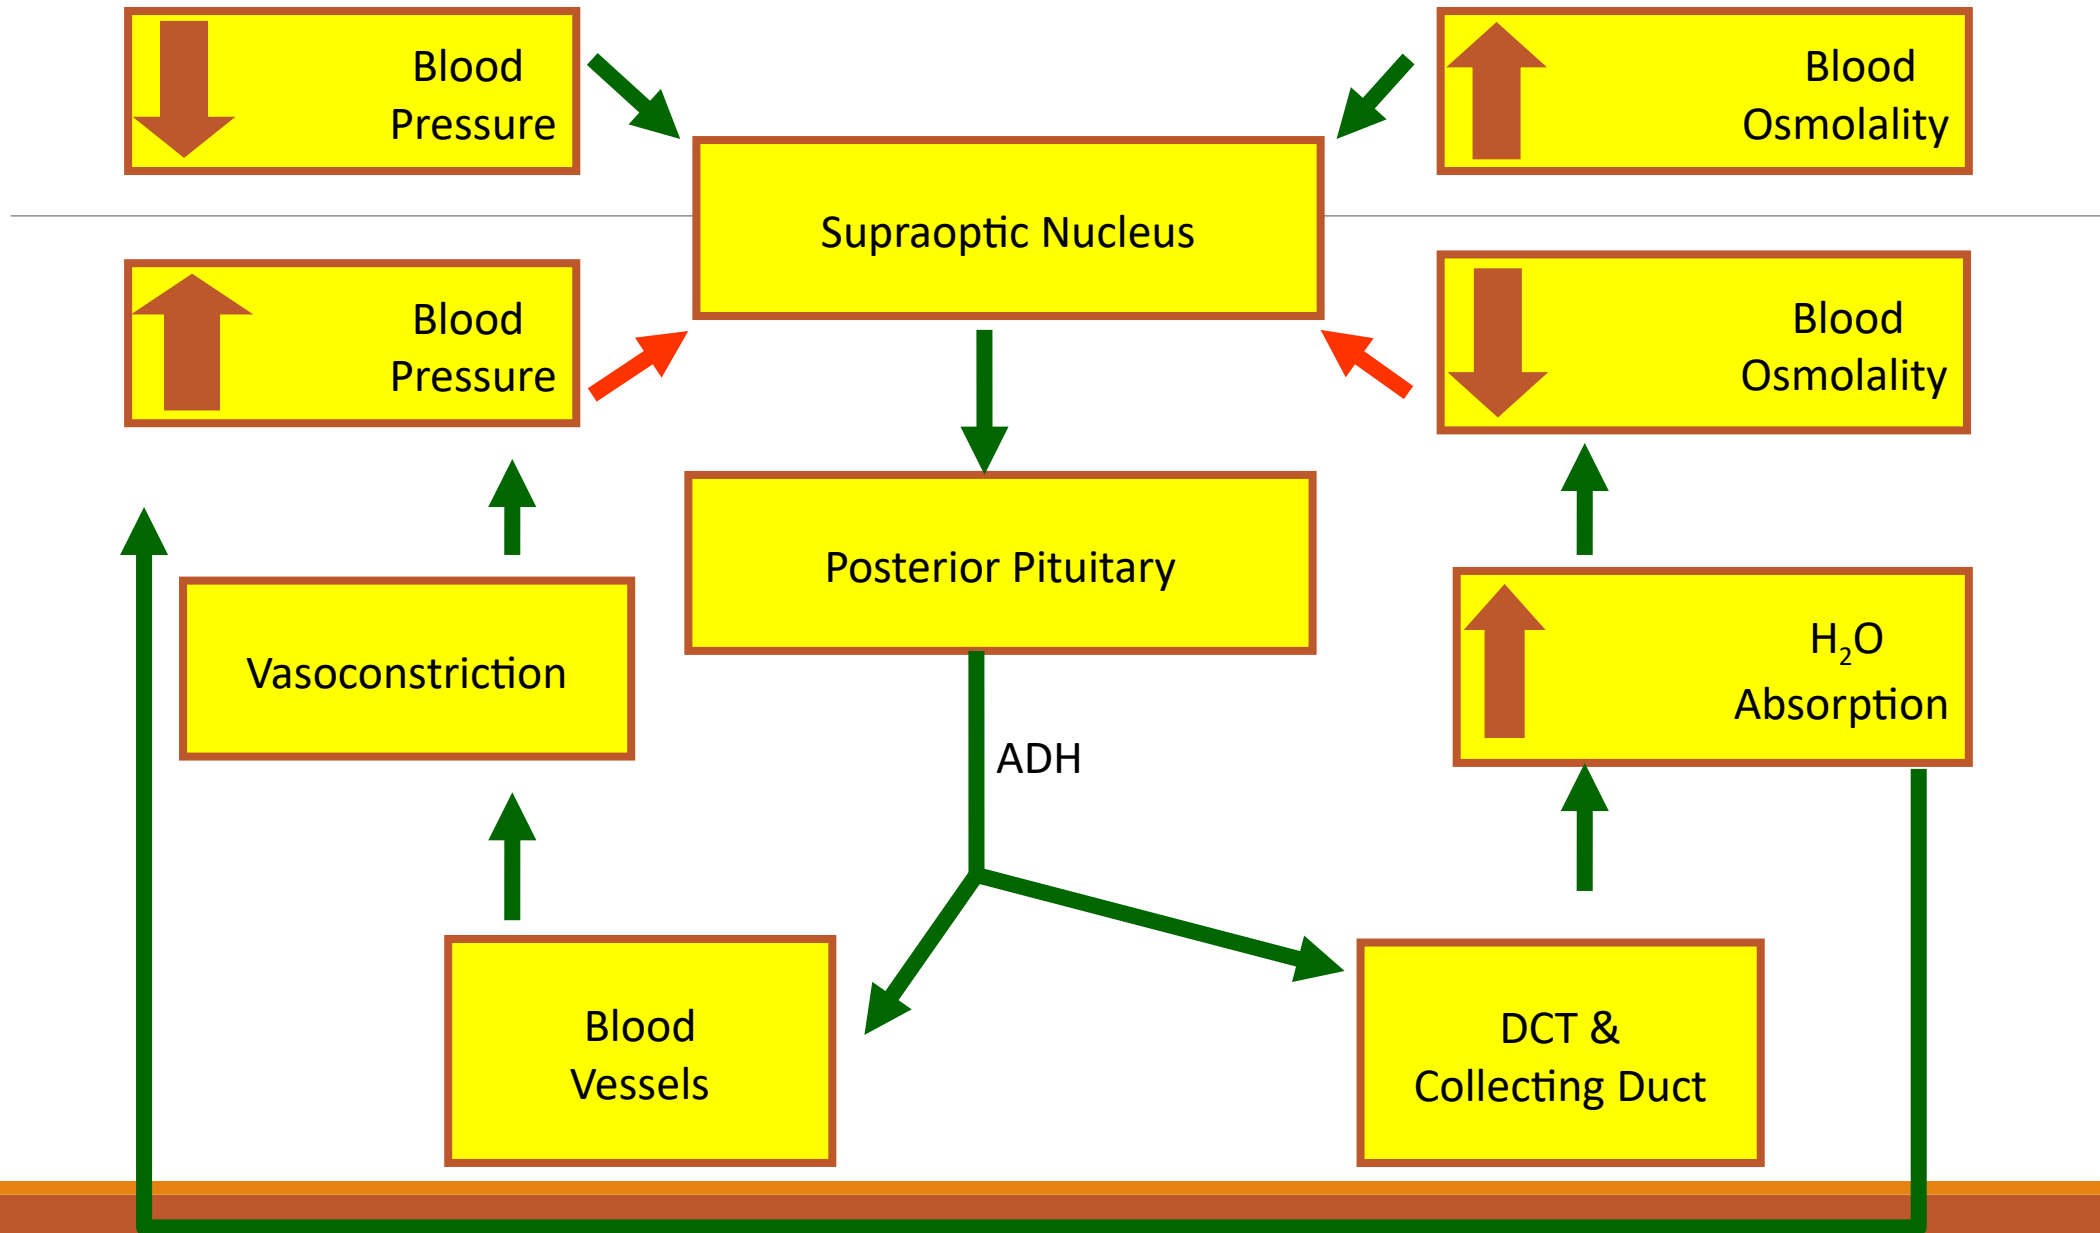 Blood
Pressure
Blood
Osmolality
Supraoptic Nucleus
Blood
Pressure
Blood
Osmolality
Posterior Pituitary
Vasoconstriction
H₂O
Absorption
ADH
Blood
Vessels
DCT &
Collecting Duct